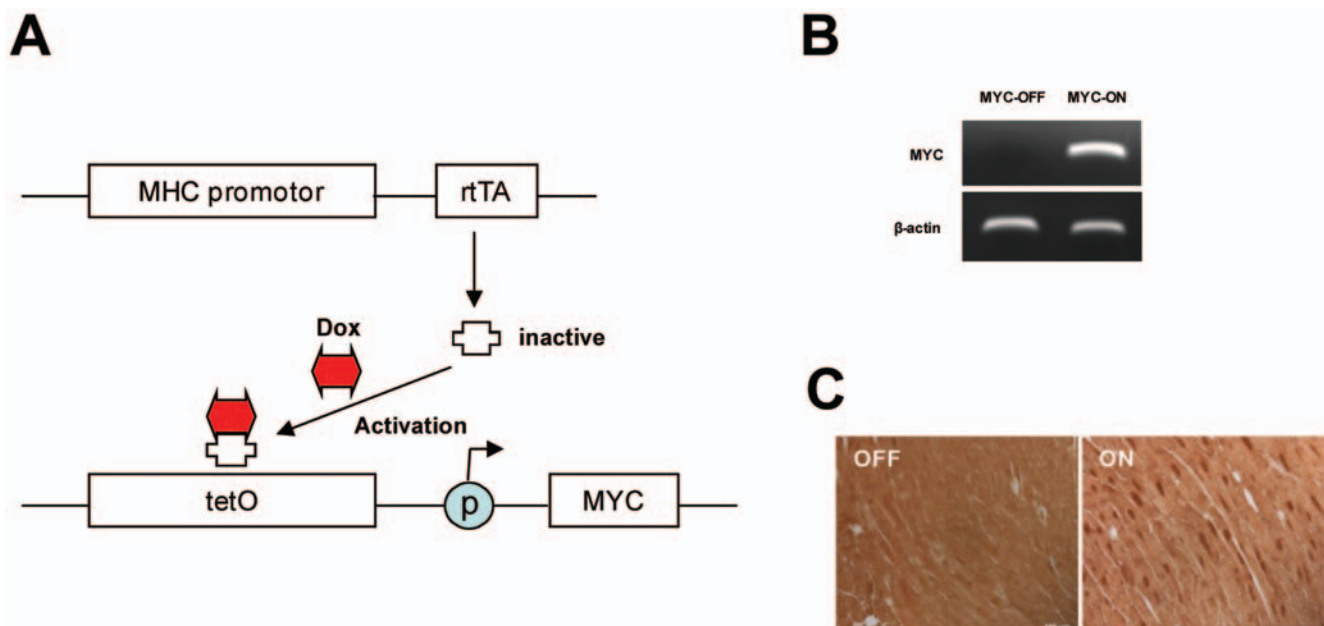 A
MHC promotor
rtTA
Dox
inactive
Activation
tetO
p
MYC
B
MYC-OFF MYC-ON
MYC
β-actin
C
OFF
ON